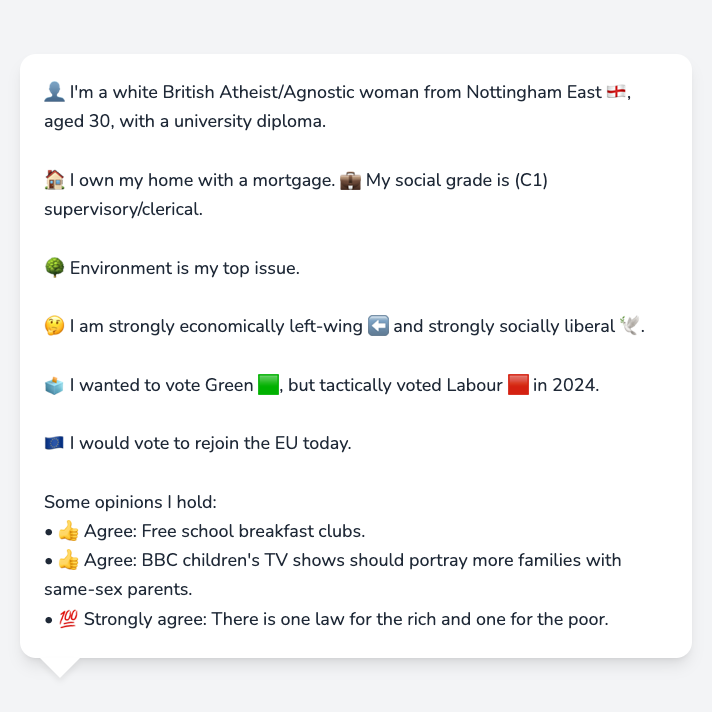 👤 I'm a white British Atheist/Agnostic woman from Nottingham East 🏴󠁧󠁢󠁥󠁮󠁧󠁿,
aged 30, with a university diploma.
🏠 I own my home with a mortgage. 💼 My social grade is (C1)
supervisory/clerical.
🌳 Environment is my top issue.
🤔 I am strongly economically left-wing ⬅️ and strongly socially liberal 🕊️.
🗳️ I wanted to vote Green 🟩, but tactically voted Labour 🟥 in 2024.
🇪🇺 I would vote to rejoin the EU today.
Some opinions I hold:
• 👍 Agree: Free school breakfast clubs.
• 👍 Agree: BBC children's TV shows should portray more families with
same-sex parents.
• 💯 Strongly agree: There is one law for the rich and one for the poor.